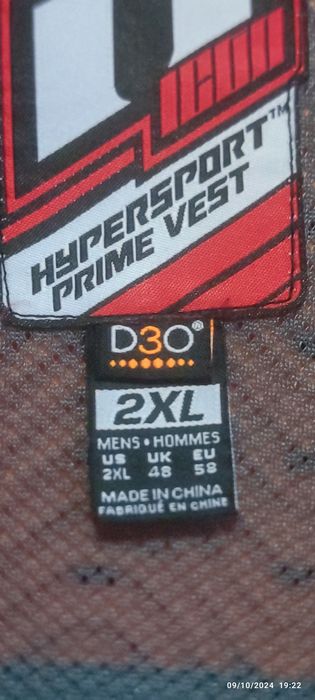 ICON
HYPERSPORT™
PRIME VEST
D3O®
2XL
MENS • HOMMES
US UK EU
2XL 48 58
MADE IN CHINA
FABRIQUÉ EN CHINE
09/10/2024 19:22